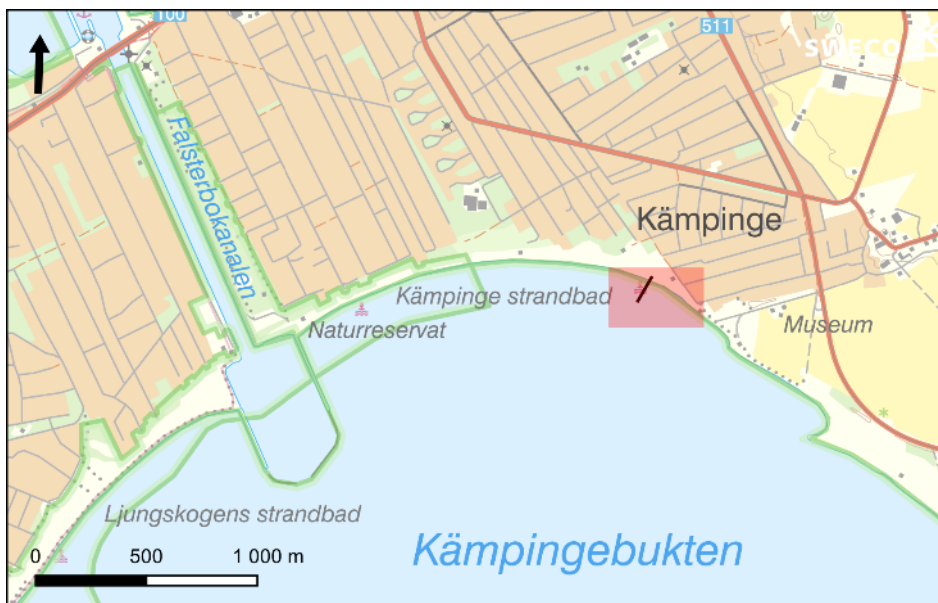 100
511
SWECO
Falsterbokanalen
Kämpinge
Kämpinge strandbad
Naturreservat
Museum
Ljungskogens strandbad
Kämpingebukten
0 500 1 000 m